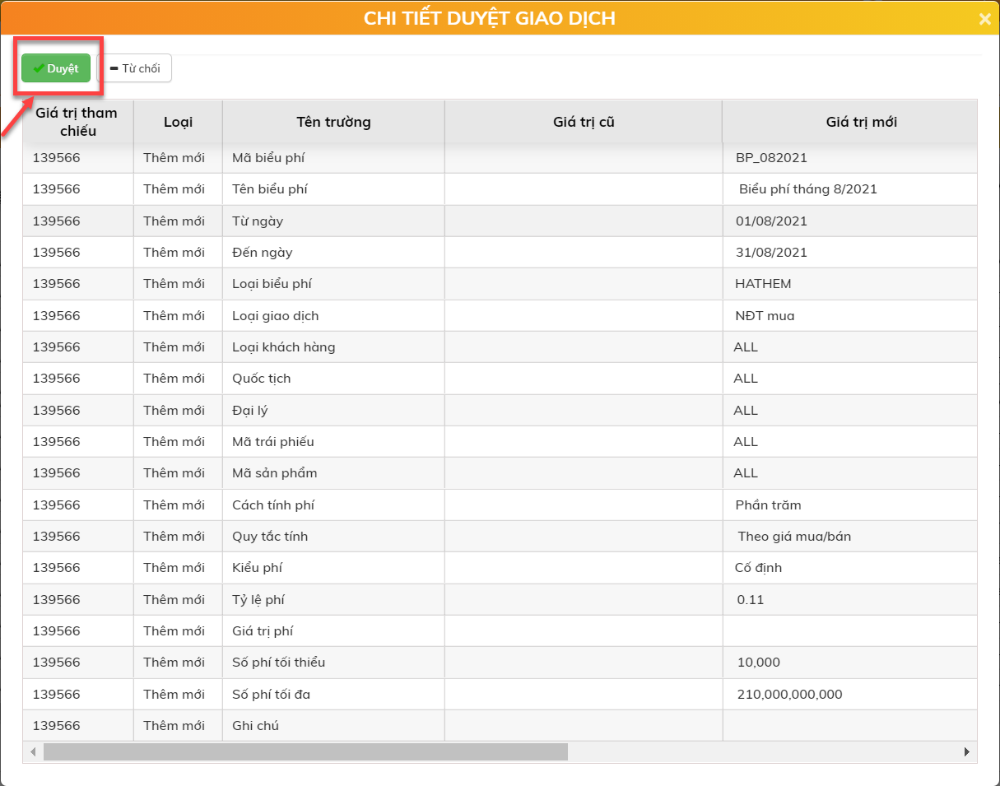 CHI TIẾT DUYỆT GIAO DỊCH
Duyệt Từ chối
Giá trị tham chiếu Loại Tên trường Giá trị cũ Giá trị mới
139566 Thêm mới Mã biểu phí BP_082021
139566 Thêm mới Tên biểu phí Biểu phí tháng 8/2021
139566 Thêm mới Từ ngày 01/08/2021
139566 Thêm mới Đến ngày 31/08/2021
139566 Thêm mới Loại biểu phí HATHEM
139566 Thêm mới Loại giao dịch NĐT mua
139566 Thêm mới Loại khách hàng ALL
139566 Thêm mới Quốc tịch ALL
139566 Thêm mới Đại lý ALL
139566 Thêm mới Mã trái phiếu ALL
139566 Thêm mới Mã sản phẩm ALL
139566 Thêm mới Cách tính phí Phần trăm
139566 Thêm mới Quy tắc tính Theo giá mua/bán
139566 Thêm mới Kiểu phí Cố định
139566 Thêm mới Tỷ lệ phí 0.11
139566 Thêm mới Giá trị phí
139566 Thêm mới Số phí tối thiểu 10,000
139566 Thêm mới Số phí tối đa 210,000,000,000
139566 Thêm mới Ghi chú